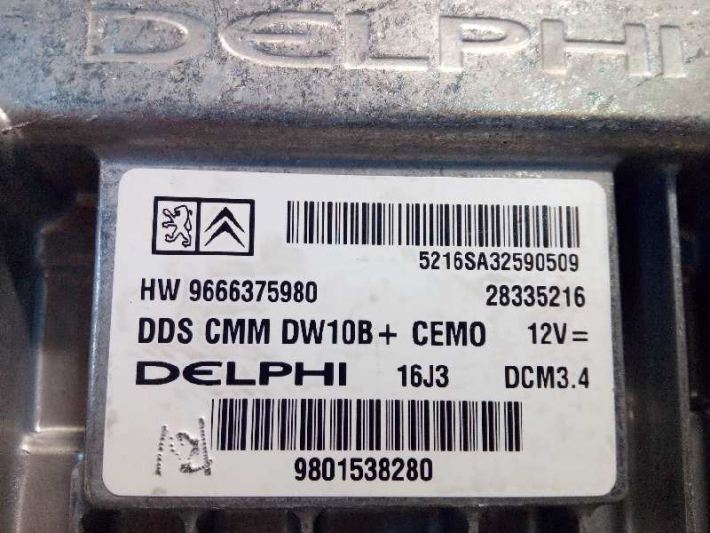 DELPHI
5216SA32590509
HW 9666375980 28335216
DDS CMM DW10B + CEMO 12V =
DELPHI 16J3 DCM3.4
9801538280